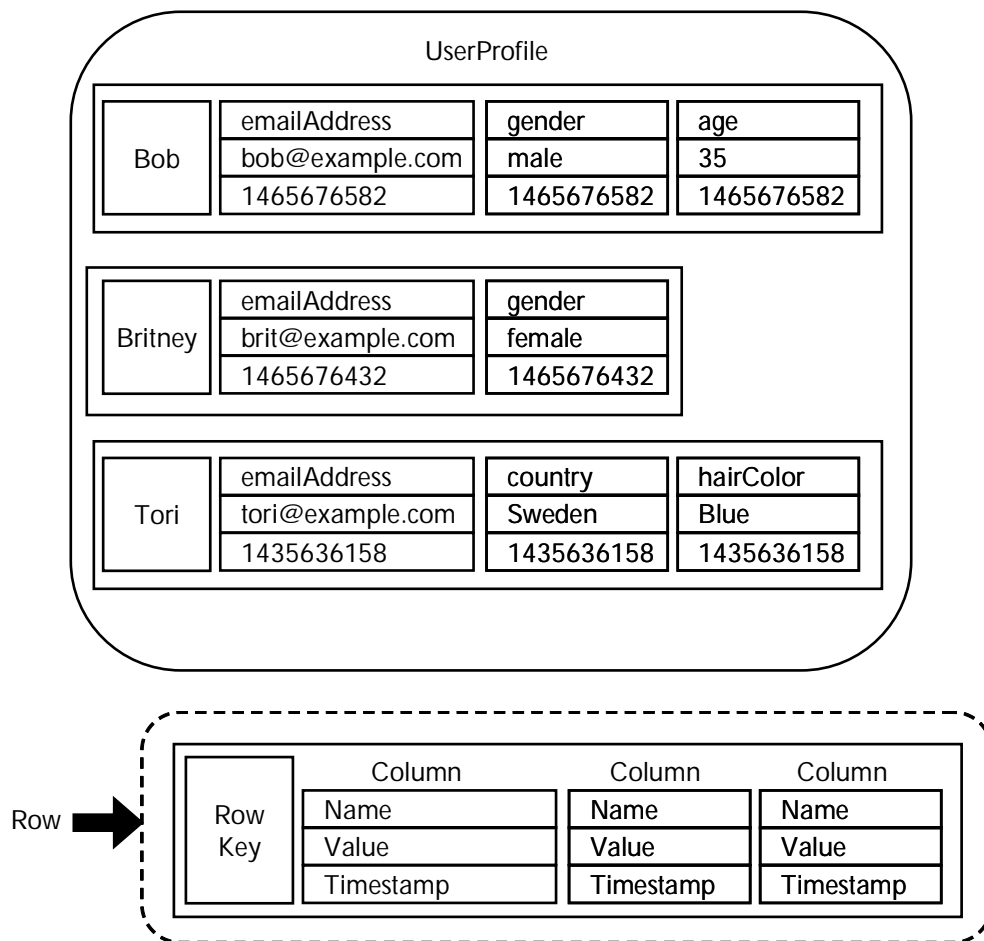 UserProfile
emailAddress gender age
Bob bob@example.com male 35
1465676582 1465676582 1465676582
emailAddress gender
Britney brit@example.com female
1465676432 1465676432
emailAddress country hairColor
Tori tori@example.com Sweden Blue
1435636158 1435636158 1435636158
Column Column Column
Row Row Key Name Name Name
Value Value Value
Timestamp Timestamp Timestamp